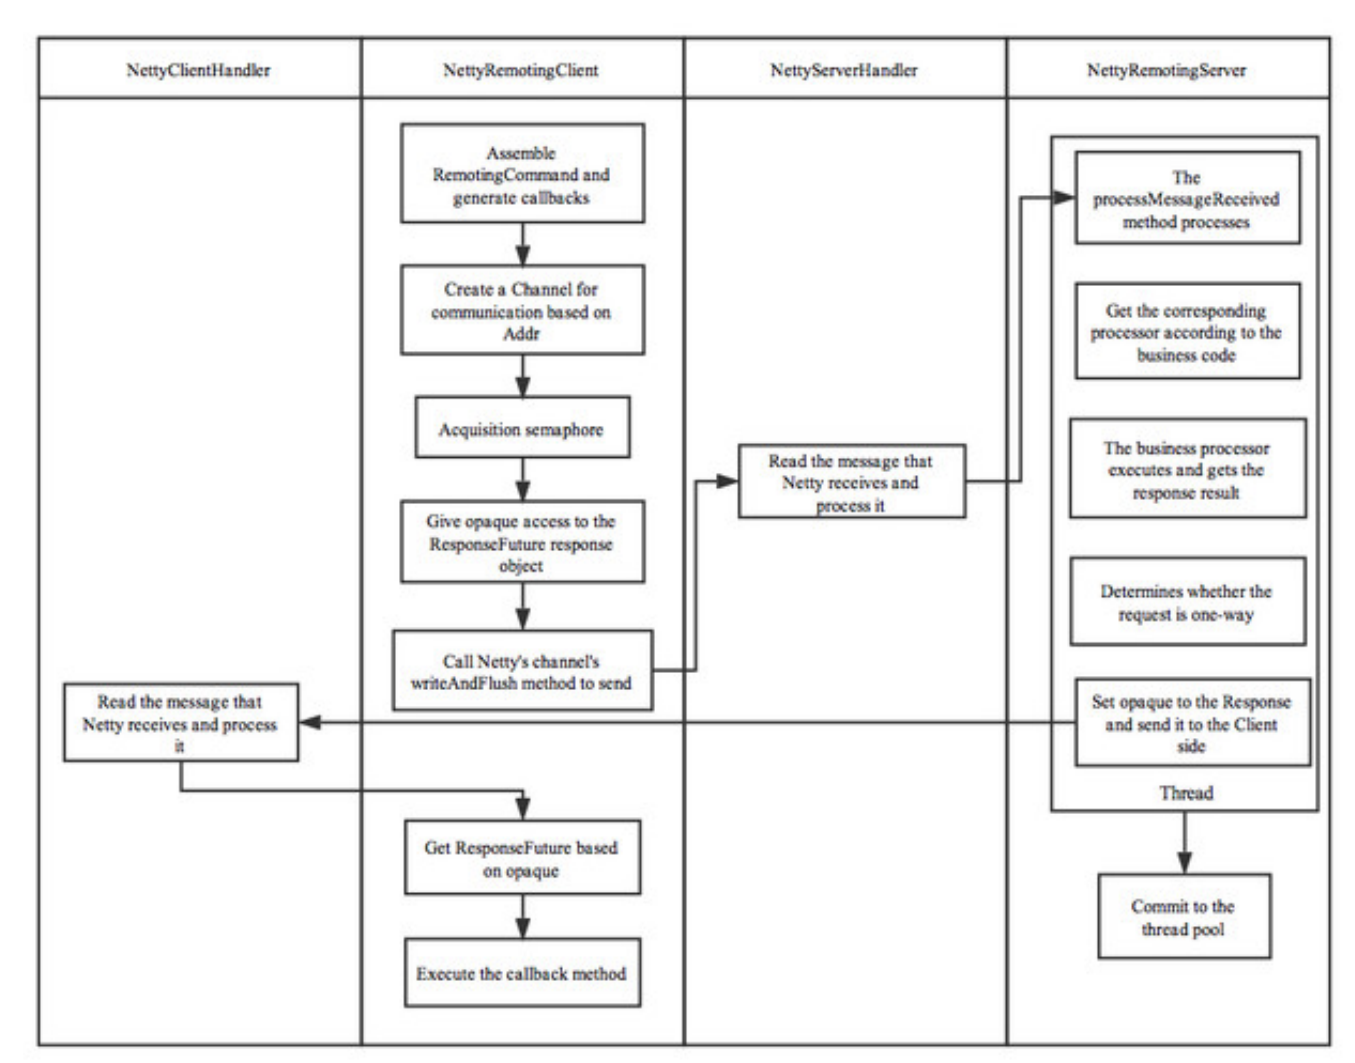 NettyClientHandler
NettyRemotingClient
NettyServerHandler
NettyRemotingServer
Assemble
RemotingCommand and
generate callbacks
Create a Channel for
communication based on
Addr
Acquisition semaphore
Give opaque access to the
ResponseFuture response
object
Call Netty's channel's
writeAndFlush method to send
Read the message that
Netty receives and
process it
The
processMessageReceived
method processes
Get the corresponding
processor according to the
business code
The business processor
executes and gets the
response result
Determines whether the
request is one-way
Set opaque to the Response
and send it to the Client
side
Thread
Commit to the
thread pool
Read the message that
Netty receives and process
it
Get ResponseFuture based
on opaque
Execute the callback method